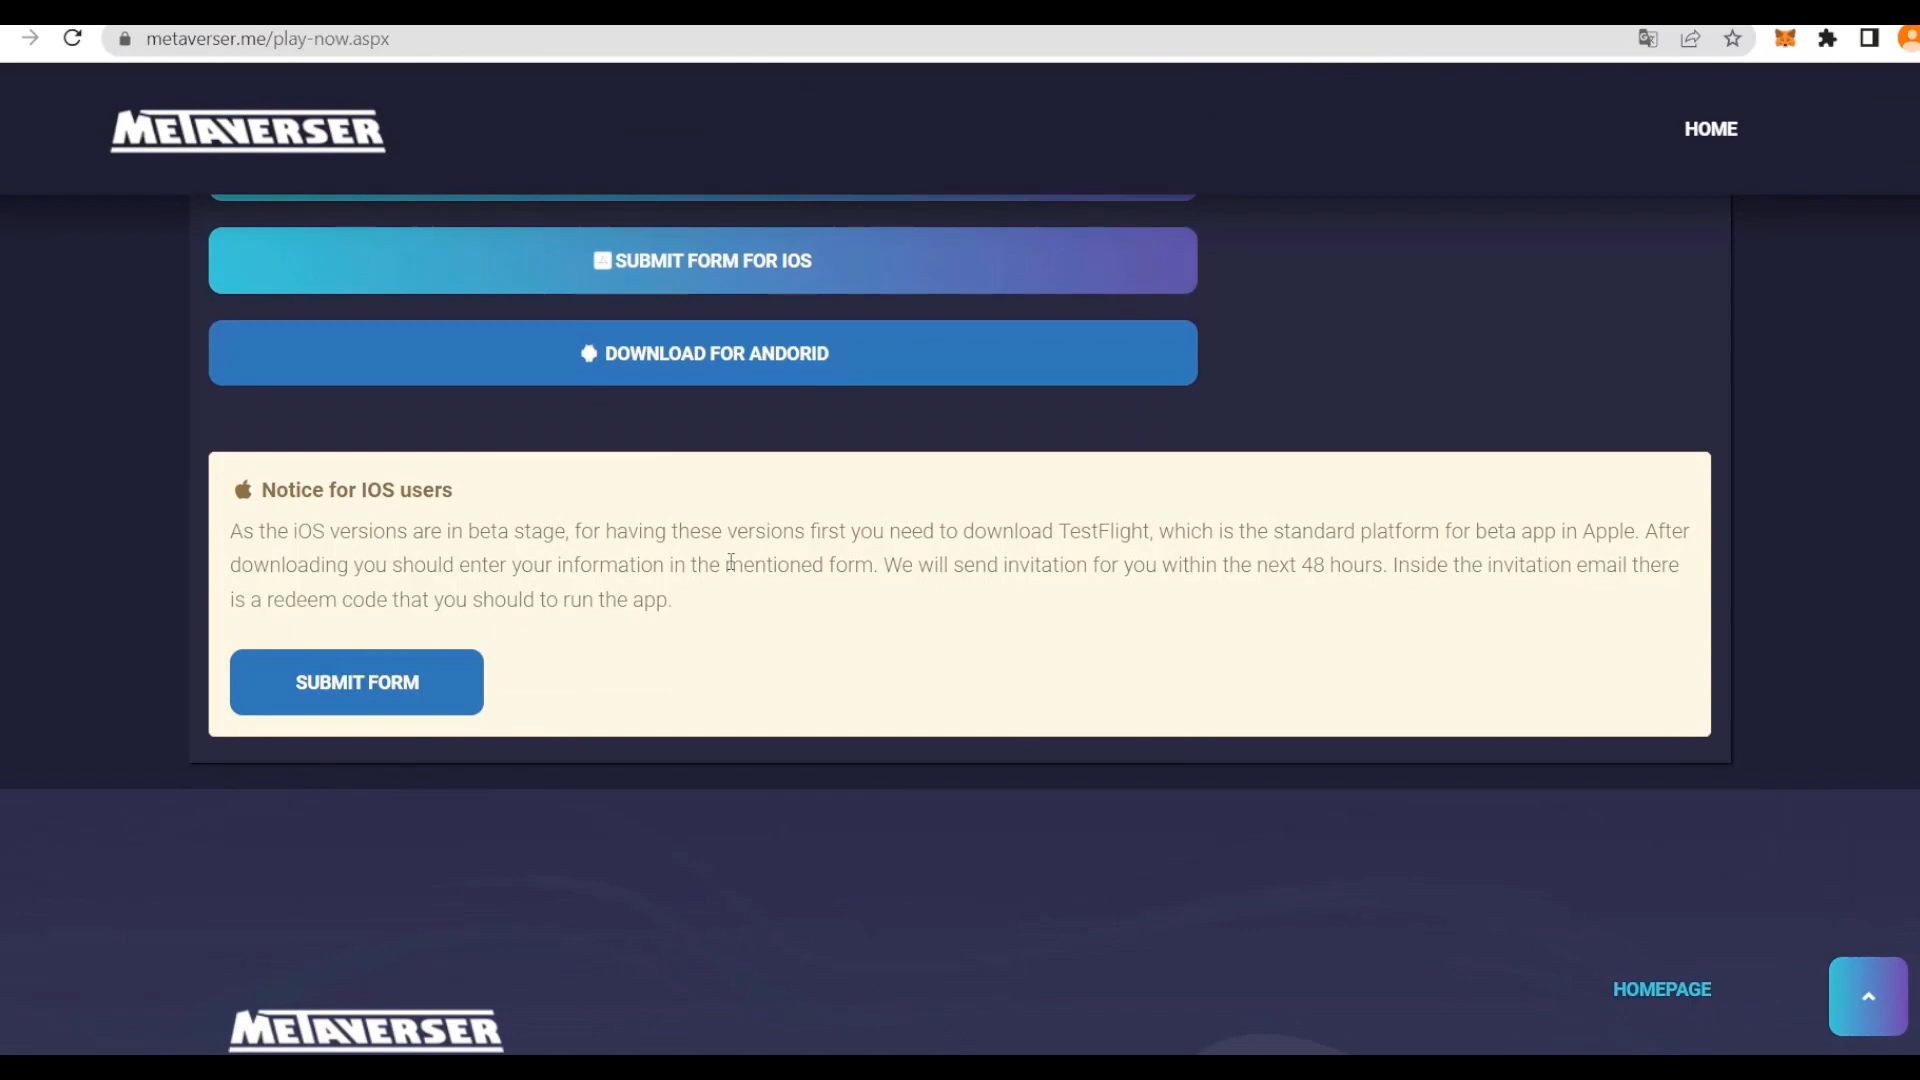 metaverser.me/play-now.aspx
METAVERSER
HOME
SUBMIT FORM FOR IOS
DOWNLOAD FOR ANDORID
Notice for IOS users
As the iOS versions are in beta stage, for having these versions first you need to download TestFlight, which is the standard platform for beta app in Apple. After
downloading you should enter your information in the mentioned form. We will send invitation for you within the next 48 hours. Inside the invitation email there
is a redeem code that you should to run the app.
SUBMIT FORM
HOMEPAGE
METAVERSER